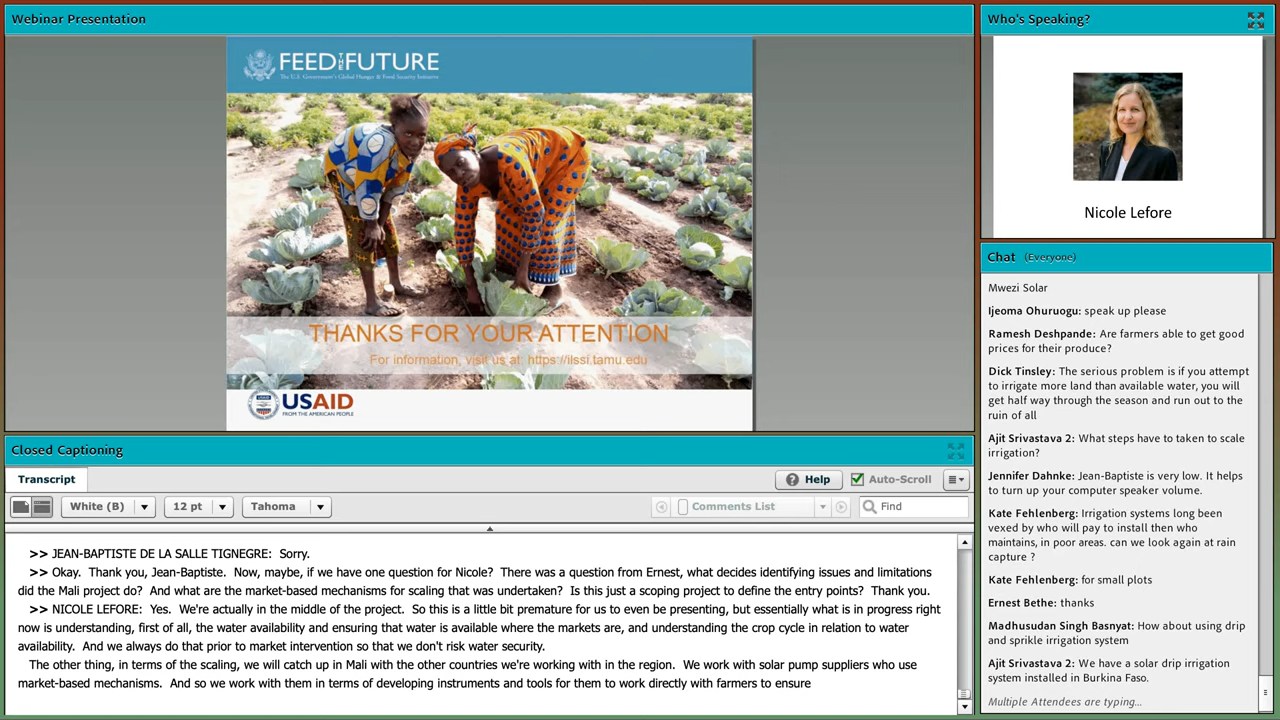 Webinar Presentation
FEED THE FUTURE
The U.S. Government's Global Hunger & Food Security Initiative
THANKS FOR YOUR ATTENTION
For information, visit us at: https://ilssi.tamu.edu
USAID
FROM THE AMERICAN PEOPLE
Who's Speaking?
Nicole Lefore
Chat (Everyone)
Mwezi Solar
Ijeoma Ohuruogu: speak up please
Ramesh Deshpande: Are farmers able to get good
prices for their produce?
Dick Tinsley: The serious problem is if you attempt
to irrigate more land than available water, you will
get half way through the season and run out to the
ruin of all
Ajit Srivastava 2: What steps have to taken to scale
irrigation?
Jennifer Dahnke: Jean-Baptiste is very low. It helps
to turn up your computer speaker volume.
Kate Fehlenberg: Irrigation systems long been
vexed by who will pay to install then who
maintains, in poor areas. can we look again at rain
capture ?
Kate Fehlenberg: for small plots
Ernest Bethe: thanks
Madhusudan Singh Basnyat: How about using drip
and sprikle irrigation system
Ajit Srivastava 2: We have a solar drip irrigation
system installed in Burkina Faso.
Multiple Attendees are typing...
Closed Captioning
Transcript
Help
Auto-Scroll
White (B)
12 pt
Tahoma
Comments List
Find
>> JEAN-BAPTISTE DE LA SALLE TIGNEGRE: Sorry.
>> Okay. Thank you, Jean-Baptiste. Now, maybe, if we have one question for Nicole? There was a question from Ernest, what decides identifying issues and limitations
did the Mali project do? And what are the market-based mechanisms for scaling that was undertaken? Is this just a scoping project to define the entry points? Thank you.
>> NICOLE LEFORE: Yes. We're actually in the middle of the project. So this is a little bit premature for us to even be presenting, but essentially what is in progress right
now is understanding, first of all, the water availability and ensuring that water is available where the markets are, and understanding the crop cycle in relation to water
availability. And we always do that prior to market intervention so that we don't risk water security.
The other thing, in terms of the scaling, we will catch up in Mali with the other countries we're working with in the region. We work with solar pump suppliers who use
market-based mechanisms. And so we work with them in terms of developing instruments and tools for them to work directly with farmers to ensure